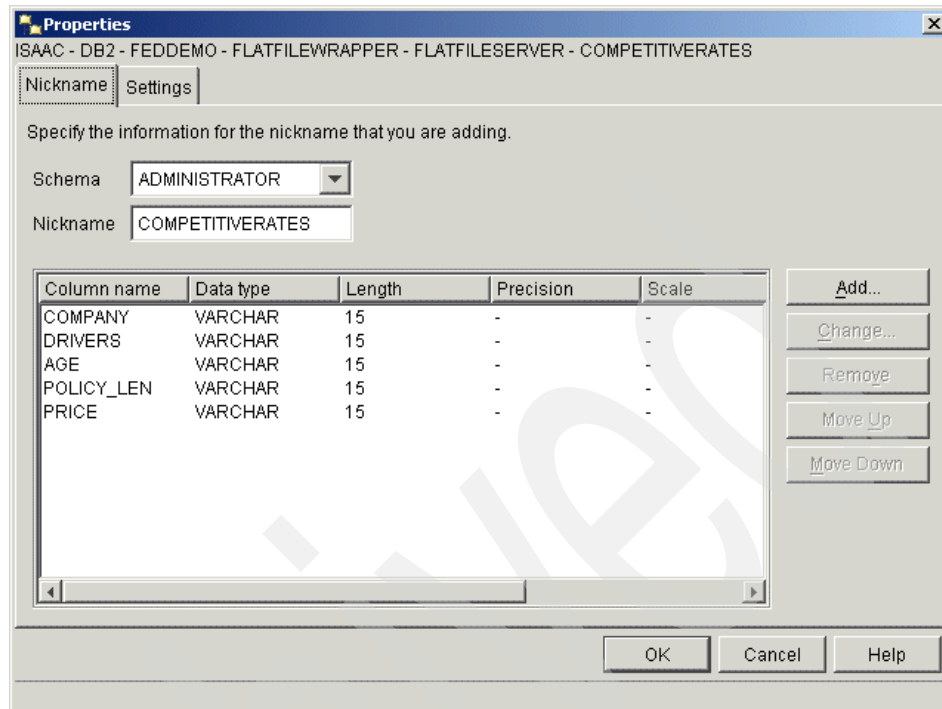 Properties
ISAAC - DB2 - FEDDEMO - FLATFILEWRAPPER - FLATFILESERVER - COMPETITIVERATES
Nickname Settings
Specify the information for the nickname that you are adding.
Schema ADMINISTRATOR
Nickname COMPETITIVERATES
Column name Data type Length Precision Scale Add...
COMPANY VARCHAR 15 - -
DRIVERS VARCHAR 15 - - Change...
AGE VARCHAR 15 - -
POLICY_LEN VARCHAR 15 - - Remove
PRICE VARCHAR 15 - - Move Up
Move Down
OK Cancel Help